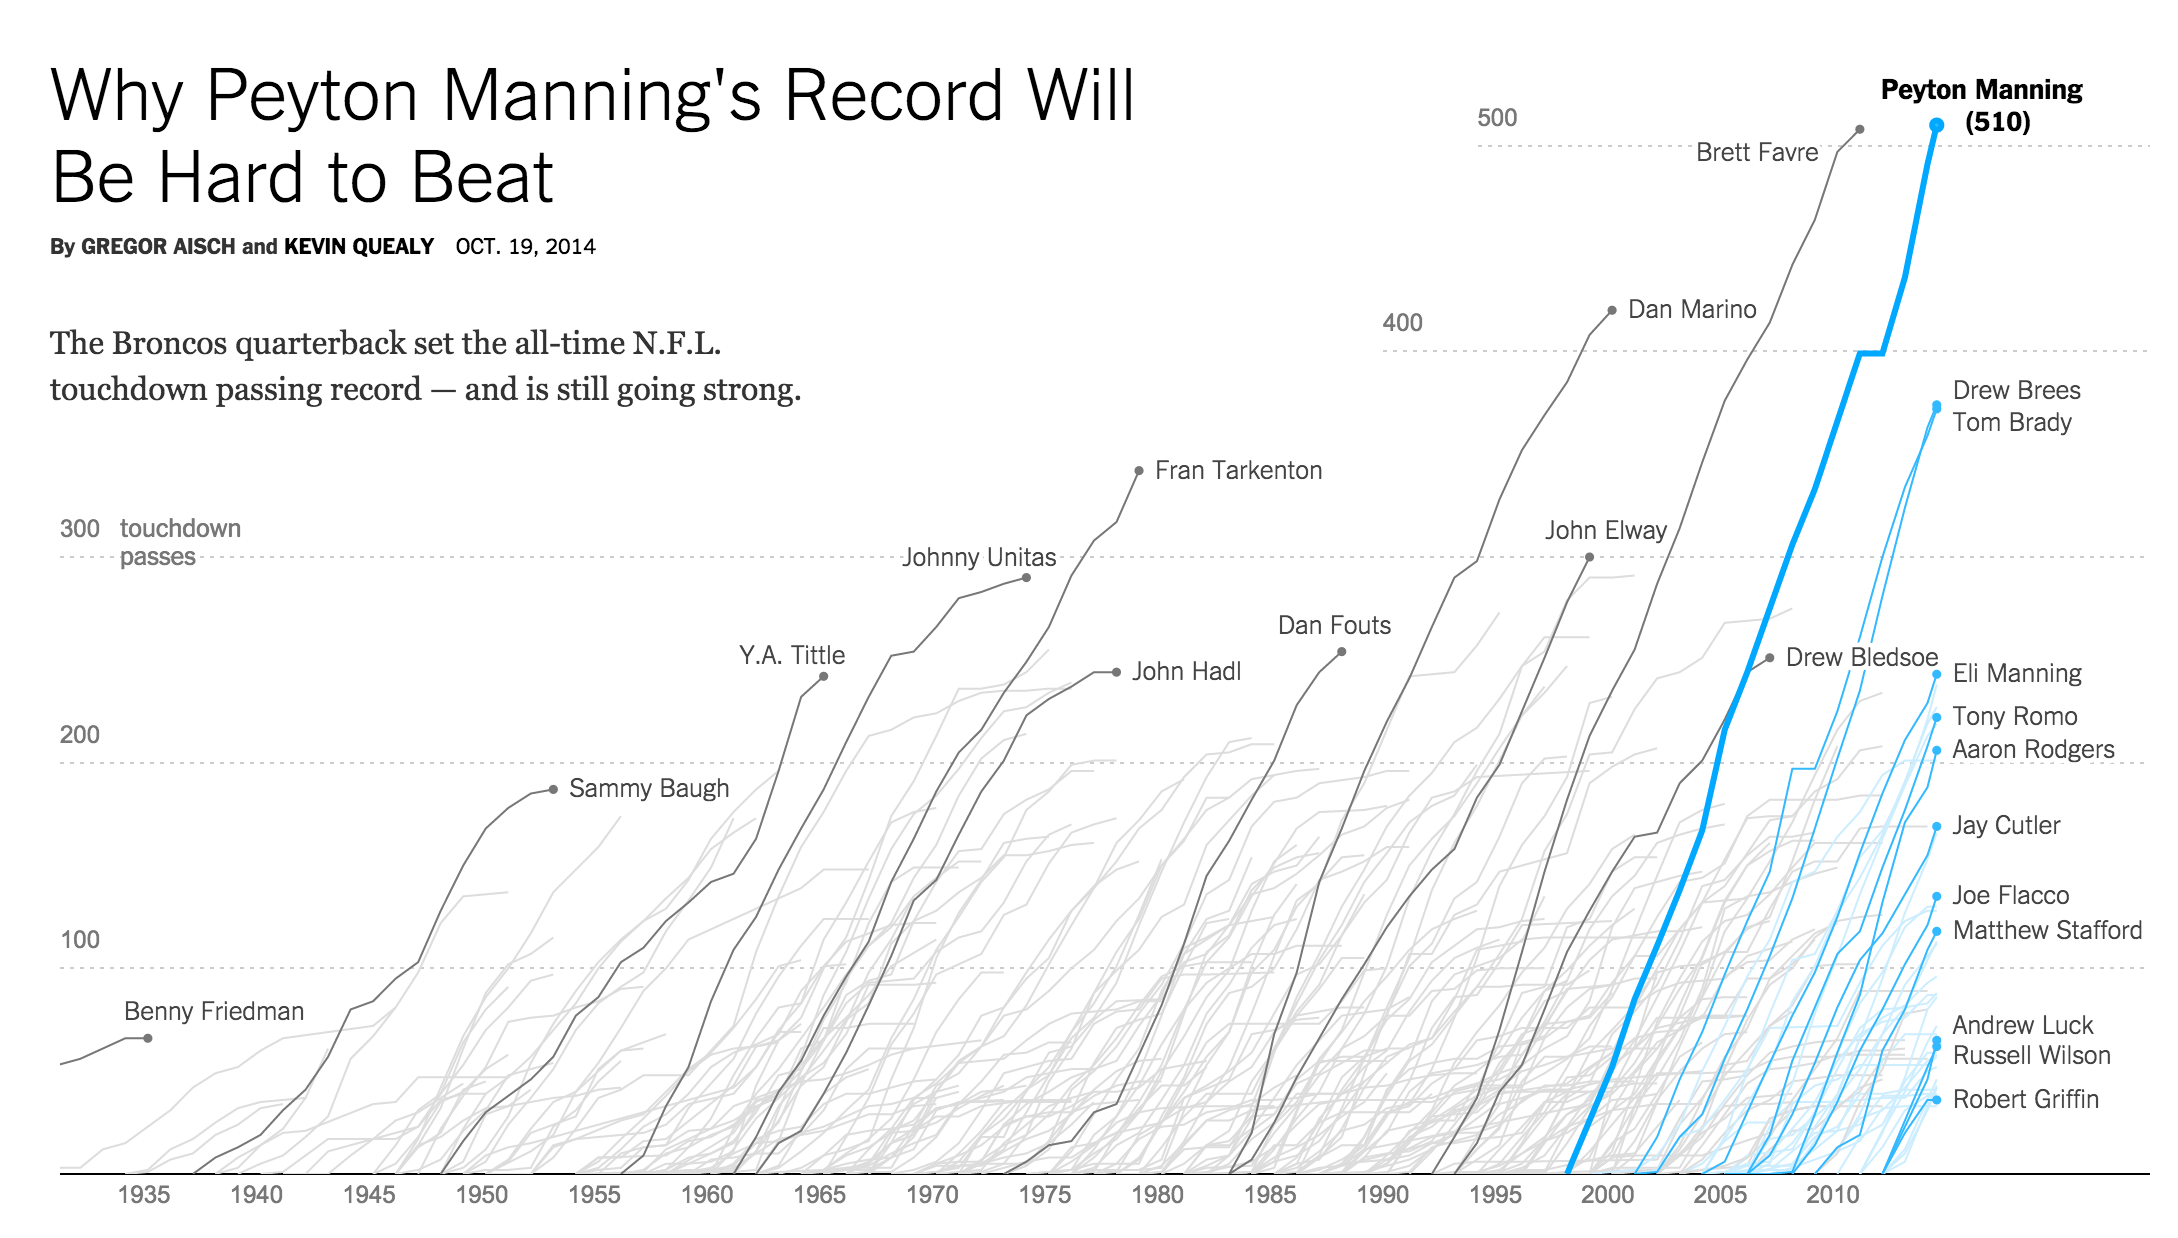 Why Peyton Manning's Record Will
Be Hard to Beat
By GREGOR AISCH and KEVIN QUEALY OCT. 19, 2014
The Broncos quarterback set the all-time N.F.L.
touchdown passing record — and is still going strong.
Peyton Manning
(510)
500
Brett Favre
Dan Marino
400
Drew Brees
Tom Brady
Fran Tarkenton
300 touchdown
passes
John Elway
Johnny Unitas
Dan Fouts
Y.A. Tittle
John Hadl
Drew Bledsoe
Eli Manning
Tony Romo
200
Aaron Rodgers
Sammy Baugh
Jay Cutler
Joe Flacco
Matthew Stafford
100
Benny Friedman
Andrew Luck
Russell Wilson
Robert Griffin
1935 1940 1945 1950 1955 1960 1965 1970 1975 1980 1985 1990 1995 2000 2005 2010